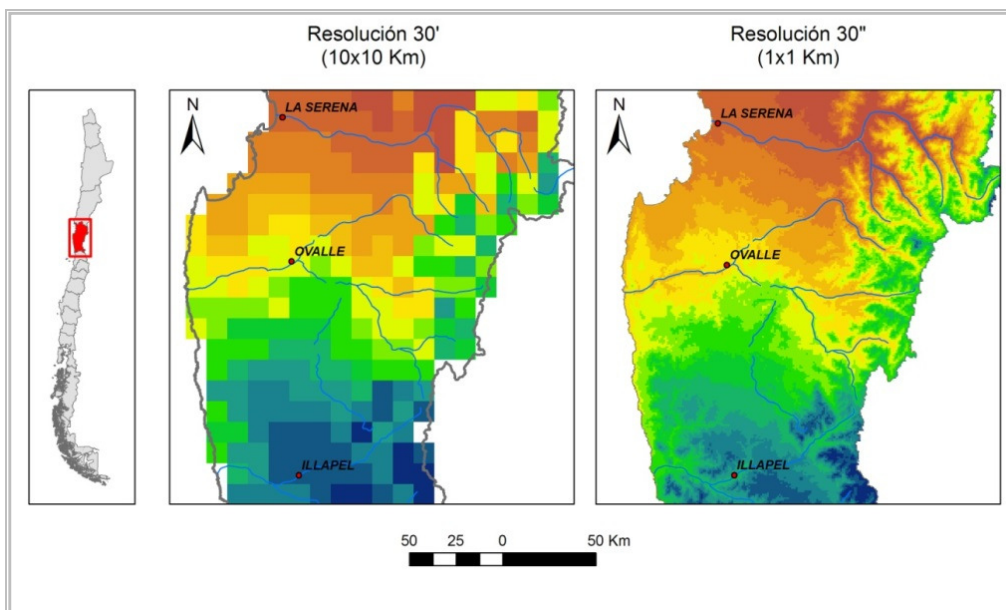 Resolución 30'
(10x10 Km)
Resolución 30"
(1x1 Km)
N
LA SERENA
OVALLE
ILLAPEL
N
LA SERENA
OVALLE
ILLAPEL
50 25 0 50 Km